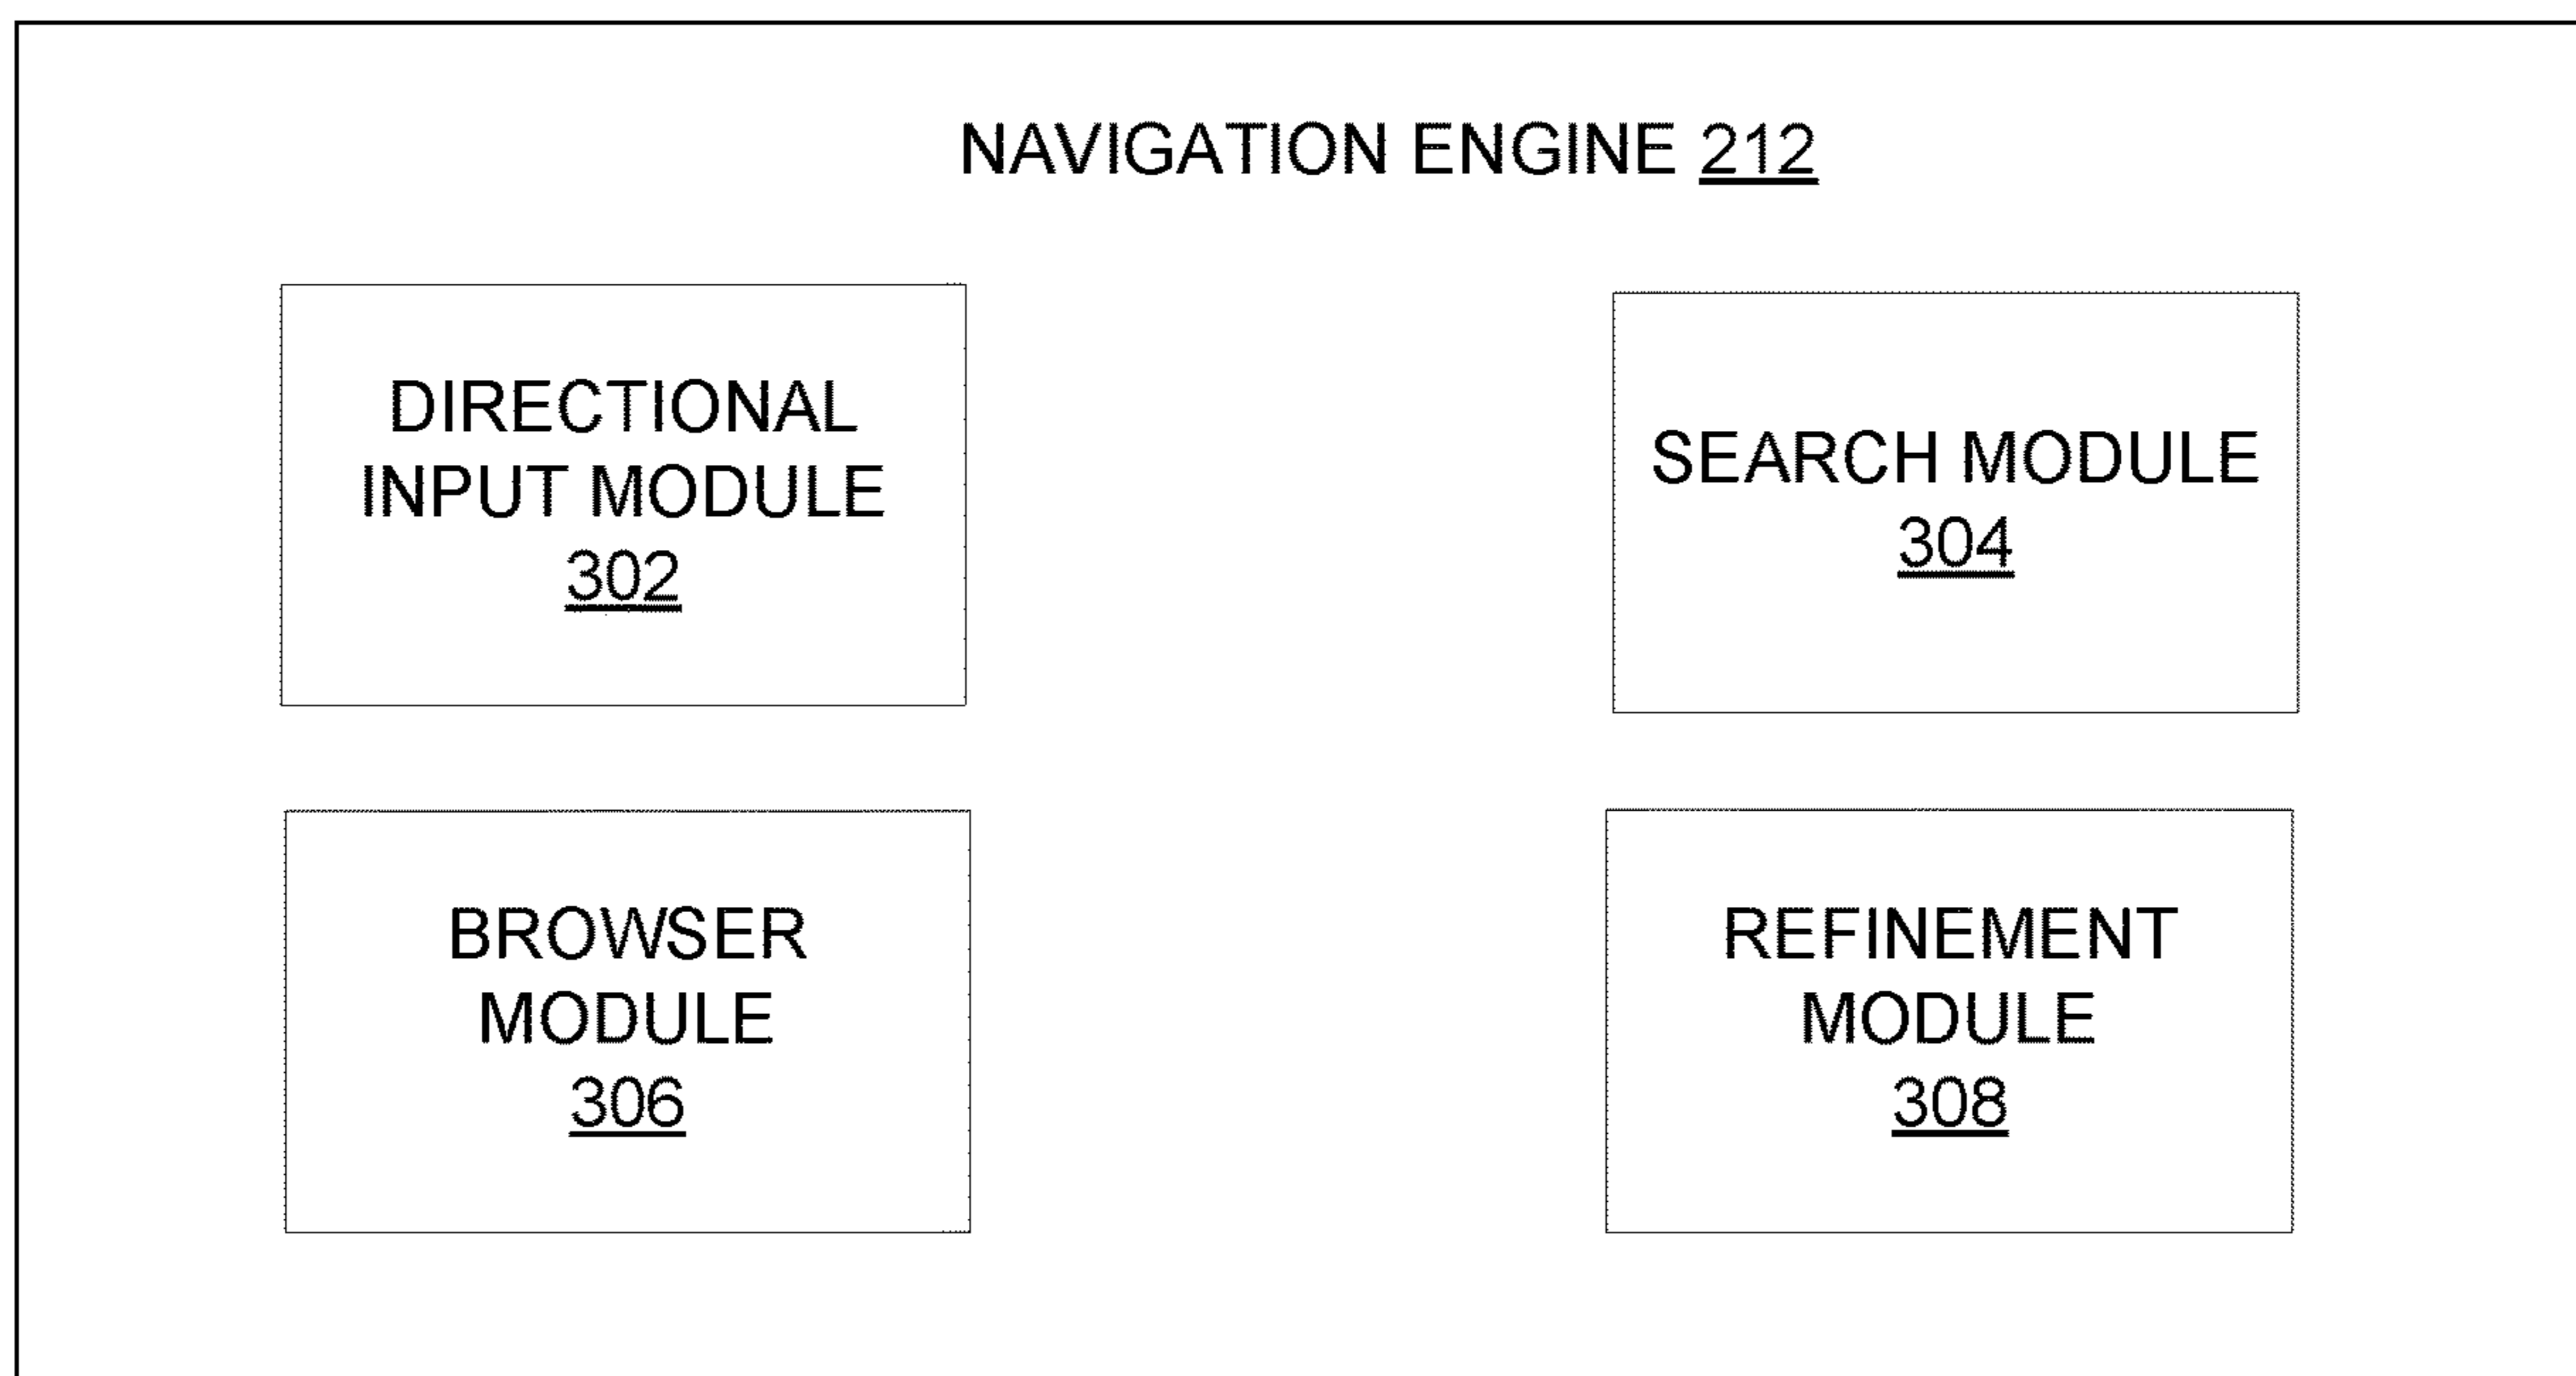 NAVIGATION ENGINE 212
DIRECTIONAL
INPUT MODULE
302
SEARCH MODULE
304
BROWSER
MODULE
306
REFINEMENT
MODULE
308